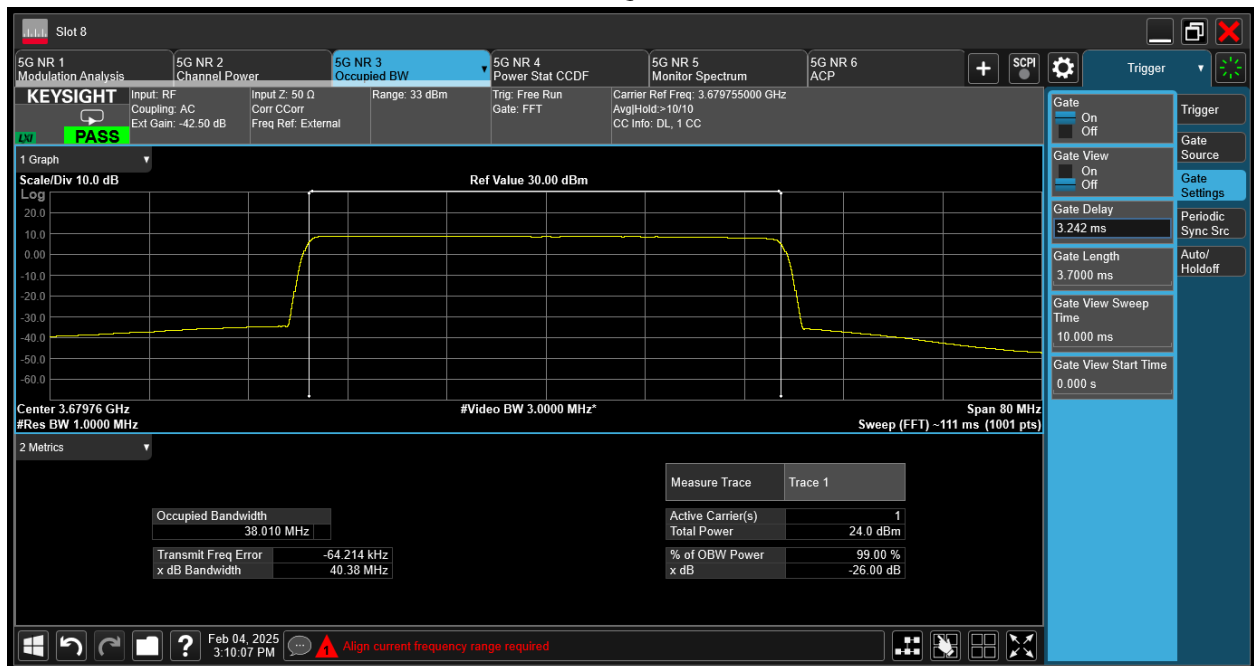 Slot 8
5G NR 1
Modulation Analysis
5G NR 2
Channel Power
5G NR 3
Occupied BW
5G NR 4
Power Stat CCDF
5G NR 5
Monitor Spectrum
5G NR 6
ACP
SCPI
Trigger
KEYSIGHT
LXI
PASS
Input: RF
Coupling: AC
Ext Gain: -42.50 dB
Input Z: 50 Ω
Corr CCorr
Freq Ref: External
Range: 33 dBm
Trig: Free Run
Gate: FFT
Carrier Ref Freq: 3.679755000 GHz
Avg|Hold:>10/10
CC Info: DL, 1 CC
1 Graph
Scale/Div 10.0 dB
Ref Value 30.00 dBm
Log
20.0
10.0
0.00
-10.0
-20.0
-30.0
-40.0
-50.0
-60.0
Center 3.67976 GHz
#Video BW 3.0000 MHz*
Span 80 MHz
#Res BW 1.0000 MHz
Sweep (FFT) ~111 ms (1001 pts)
2 Metrics
Measure Trace Trace 1
Occupied Bandwidth
38.010 MHz
Active Carrier(s) 1
Total Power 24.0 dBm
Transmit Freq Error -64.214 kHz
x dB Bandwidth 40.38 MHz
% of OBW Power 99.00 %
x dB -26.00 dB
Gate
On
Off
Gate View
On
Off
Gate Delay
3.242 ms
Gate Length
3.7000 ms
Gate View Sweep
Time
10.000 ms
Gate View Start Time
0.000 s
Trigger
Gate
Source
Gate
Settings
Periodic
Sync Src
Auto/
Holdoff
?
Feb 04, 2025
3:10:07 PM
1
Align current frequency range required